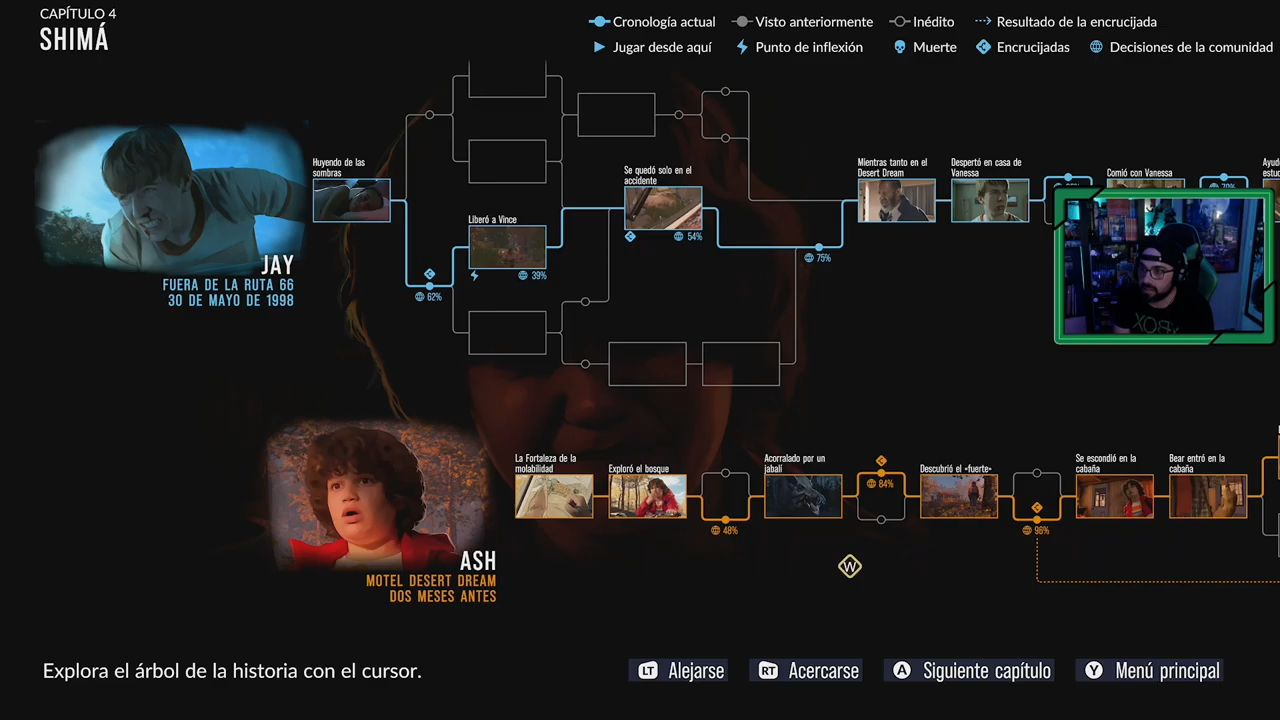 CAPÍTULO 4
SHIMÁ
Cronología actual
Visto anteriormente
Inédito
Resultado de la encrucijada
Jugar desde aquí
Punto de inflexión
Muerte
Encrucijadas
Decisiones de la comunidad
Huyendo de las
sombras
Liberó a Vince
Se quedó solo en el
accidente
Mientras tanto en el
Desert Dream
Despertó en casa de
Vanessa
Comió con Vanessa
62%
39%
54%
75%
JAY
FUERA DE LA RUTA 66
30 DE MAYO DE 1998
La Fortaleza de la
molabilidad
Exploró el bosque
Acorralado por un
jabalí
Descubrió el «fuerte»
Se escondió en la
cabaña
Bear entró en la
cabaña
48%
84%
96%
ASH
MOTEL DESERT DREAM
DOS MESES ANTES
W
XBOX
Explora el árbol de la historia con el cursor.
LT Alejarse
RT Acercarse
A Siguiente capítulo
Y Menú principal